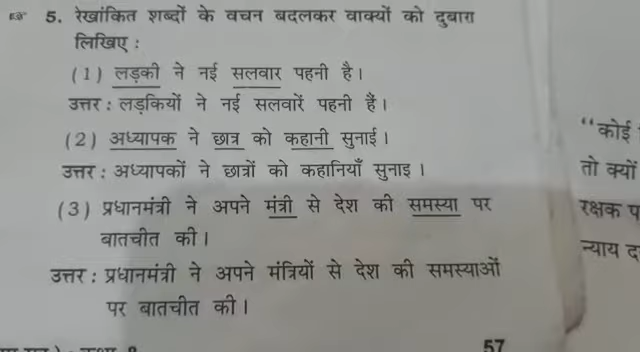 5. रेखांकित शब्दों के वचन बदलकर वाक्यों को दुबारा
लिखिए :
(1) लड़की ने नई सलवार पहनी है।
उत्तर : लड़कियों ने नई सलवारें पहनी हैं।
(2) अध्यापक ने छात्र को कहानी सुनाई।
उत्तर : अध्यापकों ने छात्रों को कहानियाँ सुनाइ।
(3) प्रधानमंत्री ने अपने मंत्री से देश की समस्या पर
बातचीत की।
उत्तर : प्रधानमंत्री ने अपने मंत्रियों से देश की समस्याओं
पर बातचीत की।
57
“कोई
तो क्यों
रक्षक
न्याय